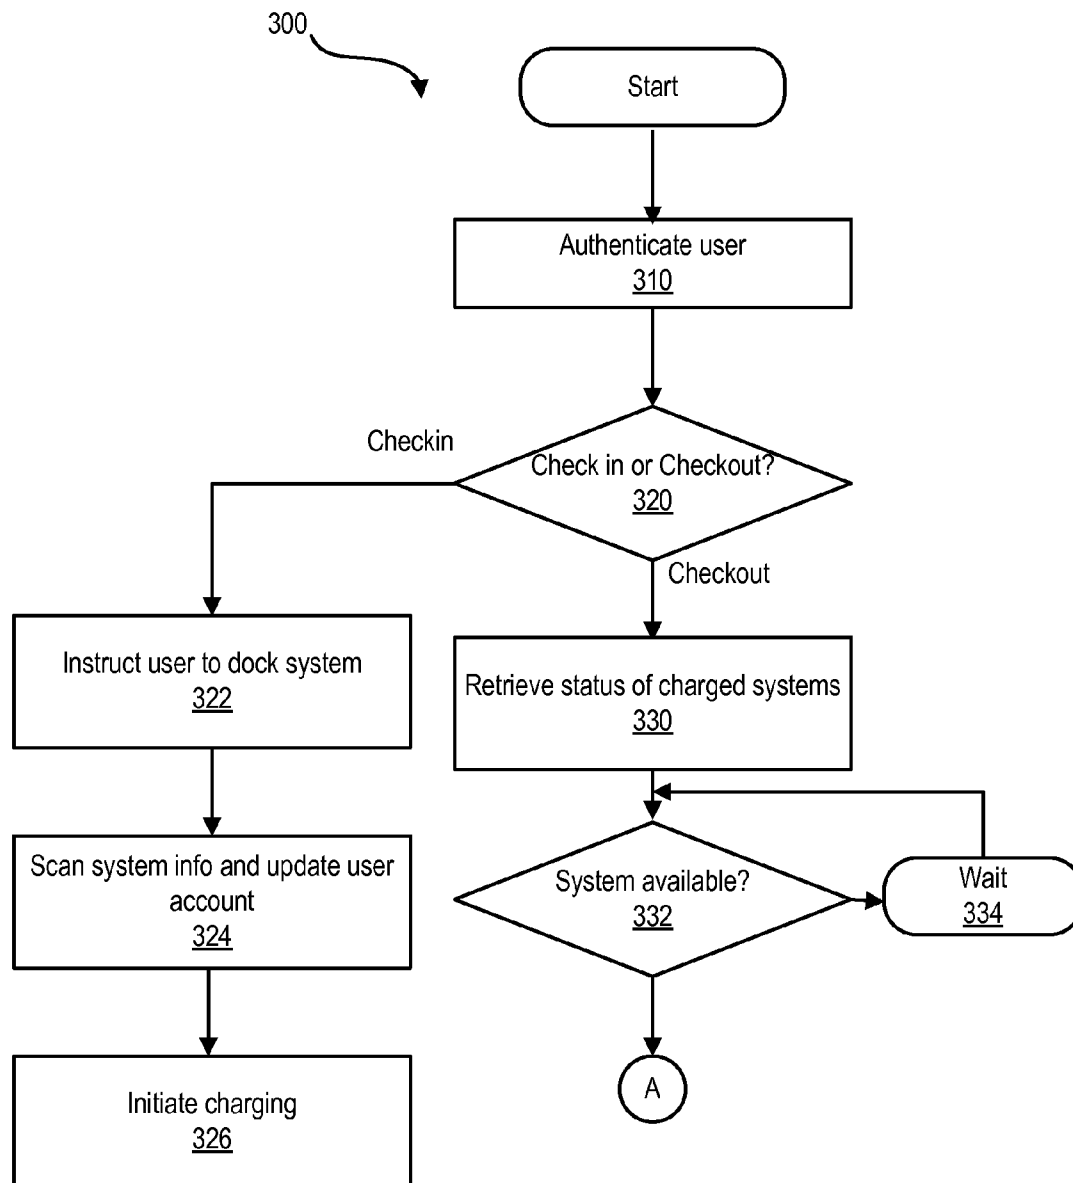 300
Start
Authenticate user
310
Checkin
Check in or Checkout?
320
Checkout
Instruct user to dock system
322
Retrieve status of charged systems
330
Scan system info and update user
account
324
System available?
332
Wait
334
Initiate charging
326
A